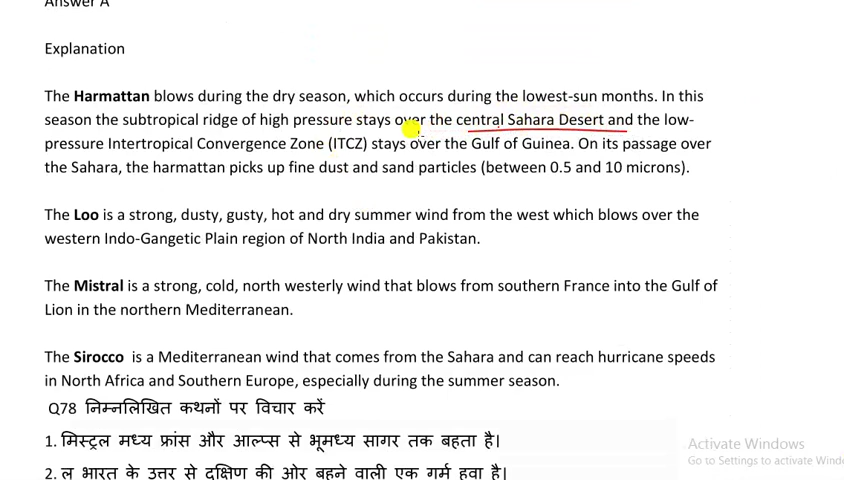 Answer A
Explanation
The Harmattan blows during the dry season, which occurs during the lowest-sun months. In this
season the subtropical ridge of high pressure stays over the central Sahara Desert and the low-
pressure Intertropical Convergence Zone (ITCZ) stays over the Gulf of Guinea. On its passage over
the Sahara, the harmattan picks up fine dust and sand particles (between 0.5 and 10 microns).
The Loo is a strong, dusty, gusty, hot and dry summer wind from the west which blows over the
western Indo-Gangetic Plain region of North India and Pakistan.
The Mistral is a strong, cold, north westerly wind that blows from southern France into the Gulf of
Lion in the northern Mediterranean.
The Sirocco is a Mediterranean wind that comes from the Sahara and can reach hurricane speeds
in North Africa and Southern Europe, especially during the summer season.
Q78 निम्नलिखित कथनों पर विचार करें
1. मिस्ट्रल मध्य फ्रांस और आल्प्स से भूमध्य सागर तक बहता है।
2. ल भारत के उत्तर से दक्षिण की ओर बहने वाली एक गर्म हवा है।
Activate Windows
Go to Settings to activate Windo